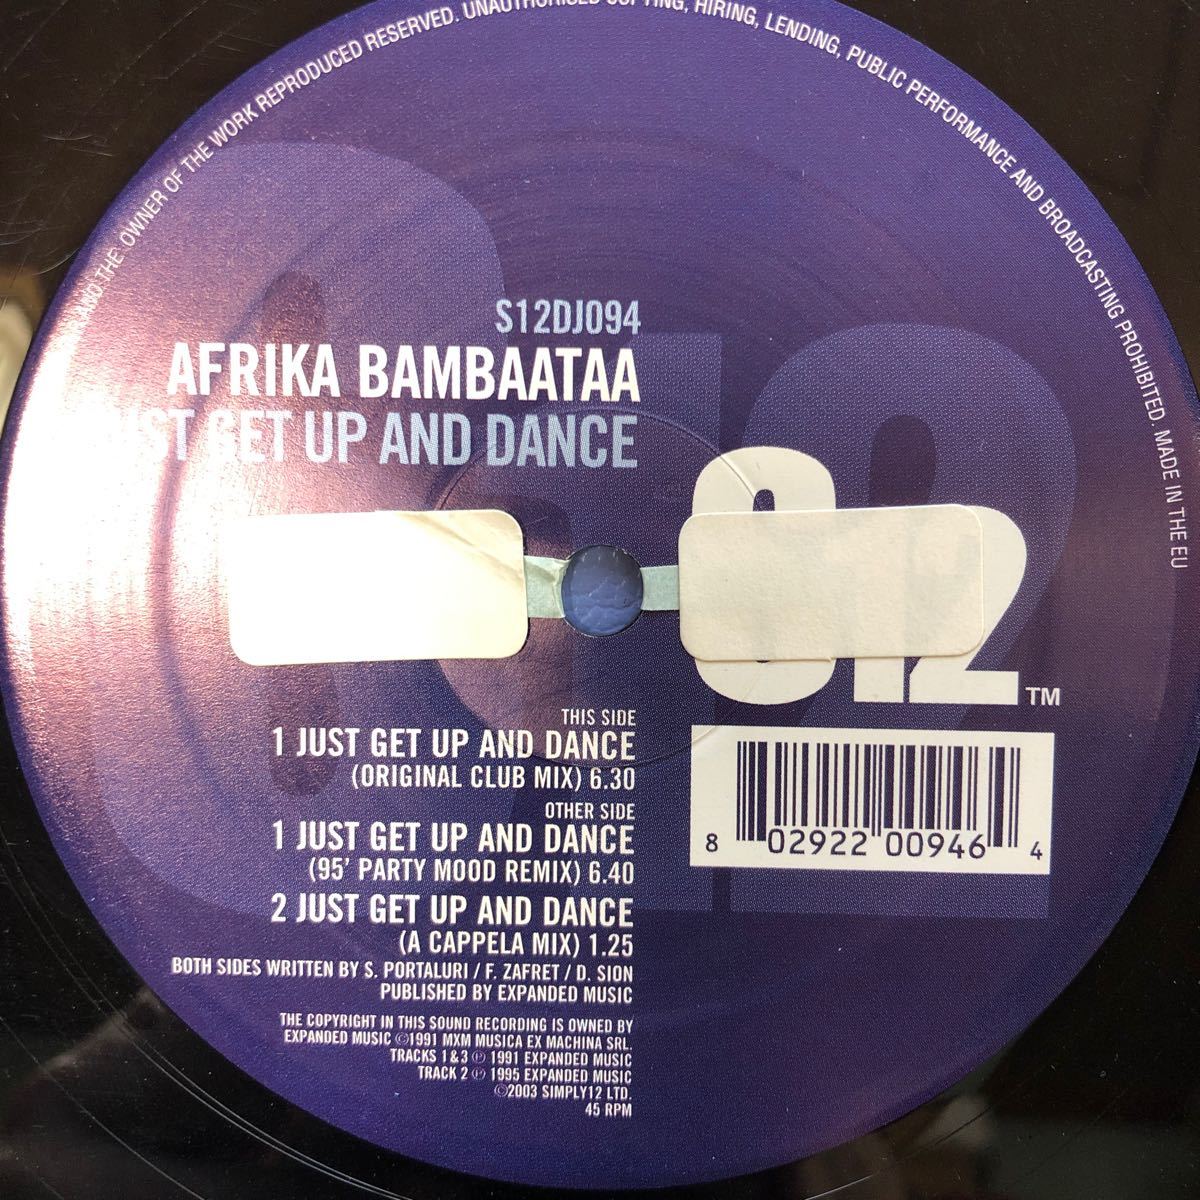 AND THE OWNER OF THE WORK REPRODUCED RESERVED. UNAUTHORISED COPYING, HIRING, LENDING, PUBLIC PERFORMANCE AND BROADCASTING PROHIBITED. MADE IN THE EU
S12DJ094
AFRIKA BAMBAATAA
JUST GET UP AND DANCE
S12 TM
THIS SIDE
1 JUST GET UP AND DANCE
(ORIGINAL CLUB MIX) 6.30
OTHER SIDE
1 JUST GET UP AND DANCE
(95' PARTY MOOD REMIX) 6.40
2 JUST GET UP AND DANCE
(A CAPPELA MIX) 1.25
BOTH SIDES WRITTEN BY S. PORTALURI / F. ZAFRET / D. SION
PUBLISHED BY EXPANDED MUSIC
THE COPYRIGHT IN THIS SOUND RECORDING IS OWNED BY
EXPANDED MUSIC ©1991 MXM MUSICA EX MACHINA SRL.
TRACKS 1 & 3 ℗ 1991 EXPANDED MUSIC
TRACK 2 ℗ 1995 EXPANDED MUSIC
©2003 SIMPLY12 LTD.
45 RPM
8 02922 00946 4